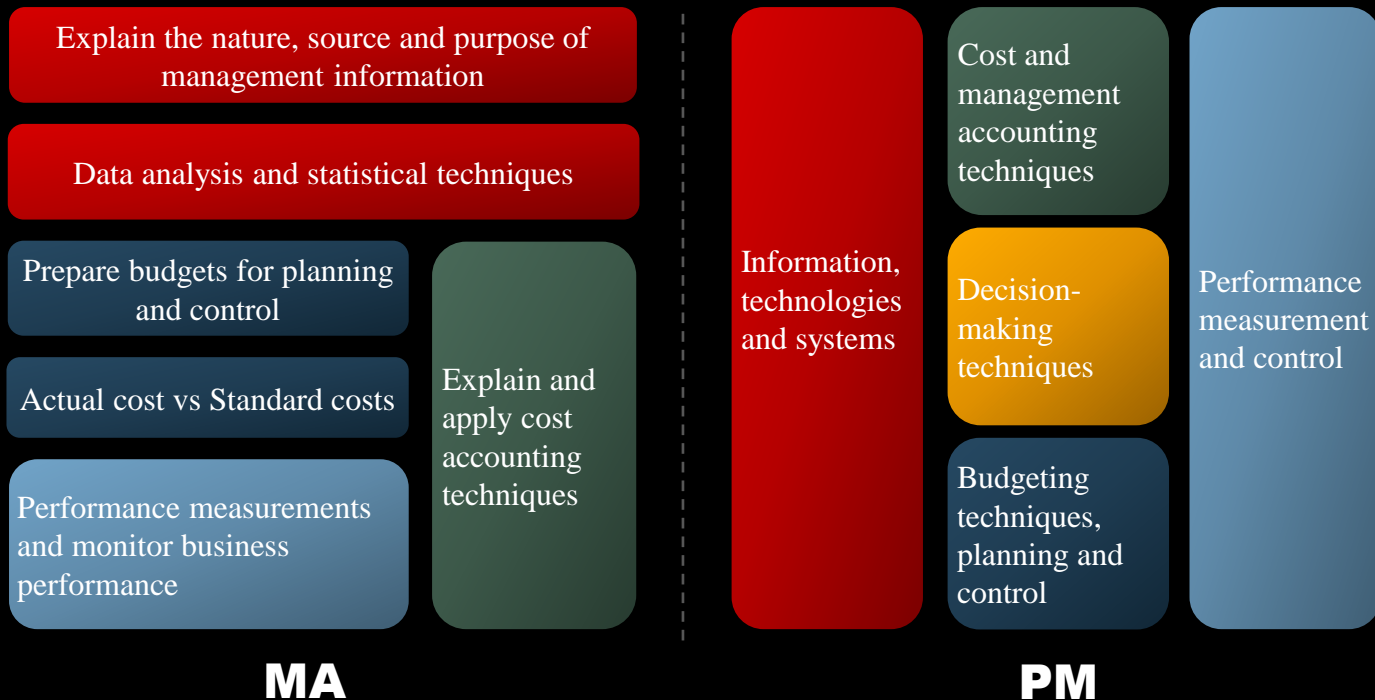 Explain the nature, source and purpose of
management information
Data analysis and statistical techniques
Prepare budgets for planning
and control
Actual cost vs Standard costs
Performance measurements
and monitor business
performance
Explain and
apply cost
accounting
techniques
MA
Information,
technologies
and systems
Cost and
management
accounting
techniques
Decision-
making
techniques
Budgeting
techniques,
planning and
control
Performance
measurement
and control
PM